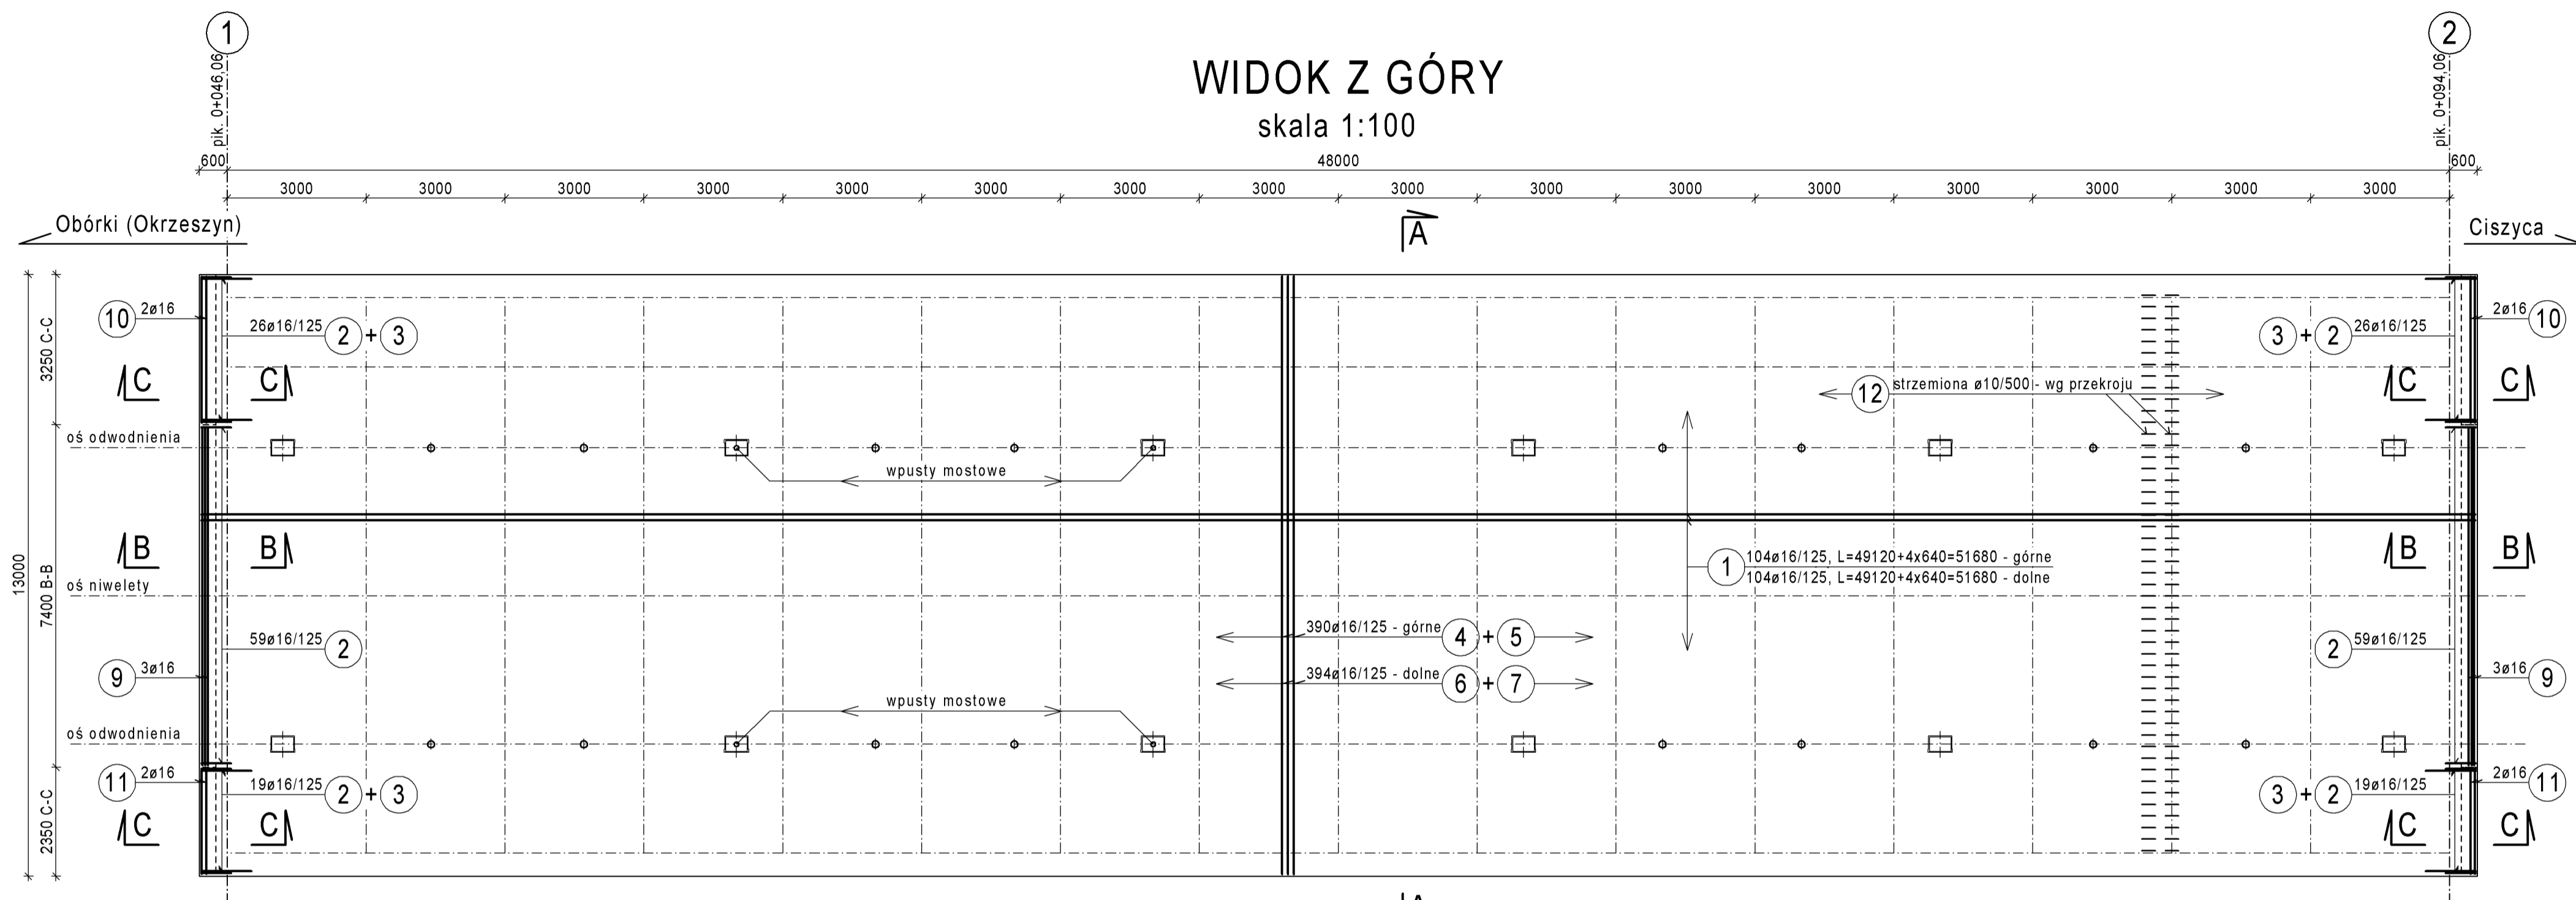 1
2
pik. 0+046,06
pik. 0+094,06
WIDOK Z GÓRY
skala 1:100
600
48000
600
3000 3000 3000 3000 3000 3000 3000 3000 3000 3000 3000 3000 3000 3000 3000 3000
Obórki (Okrzeszyn)
A
Ciszyca
10 2ø16
26ø16/125 2 + 3
3 + 2 26ø16/125
2ø16 10
3250 C-C
C C
12 strzemiona ø10/500 - wg przekroju
C C
oś odwodnienia
wpusty mostowe
B B
B B
13000
7400 B-B
oś niwelety
1 104ø16/125, L=49120+4x640=51680 - górne
104ø16/125, L=49120+4x640=51680 - dolne
390ø16/125 - górne 4 + 5
59ø16/125 2
2 59ø16/125
9 3ø16
394ø16/125 - dolne 6 + 7
3ø16 9
wpusty mostowe
oś odwodnienia
11 2ø16
19ø16/125 2 + 3
3 + 2 19ø16/125
2ø16 11
2350 C-C
C C
C C
A